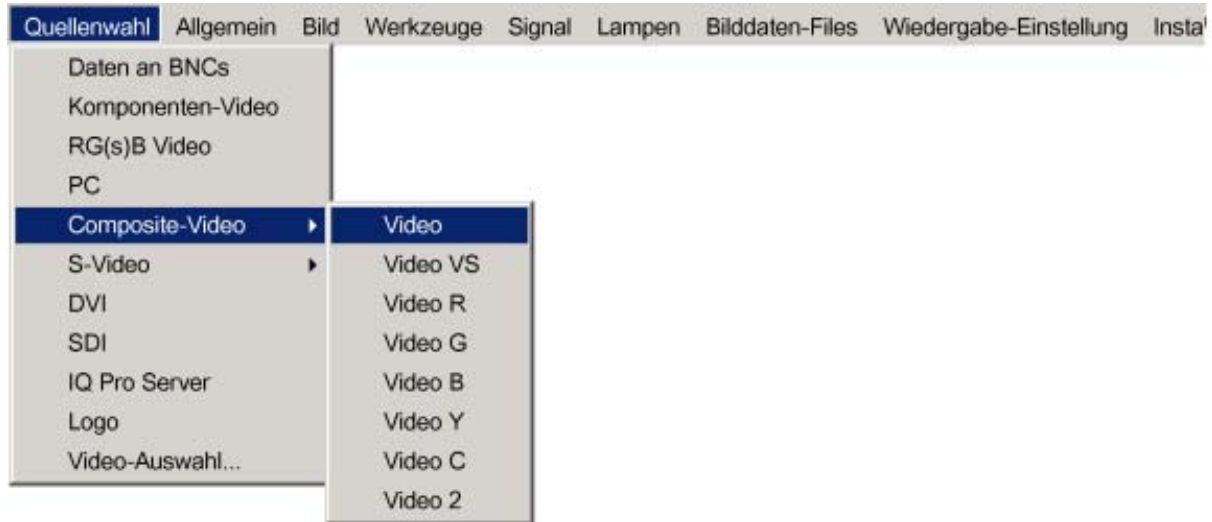 Quellenwahl Allgemein Bild Werkzeuge Signal Lampen Bilddaten-Files Wiedergabe-Einstellung
Daten an BNCs
Komponenten-Video
RG(s)B Video
PC
Composite-Video
S-Video
DVI
SDI
IQ Pro Server
Logo
Video-Auswahl...
Video
Video VS
Video R
Video G
Video B
Video Y
Video C
Video 2